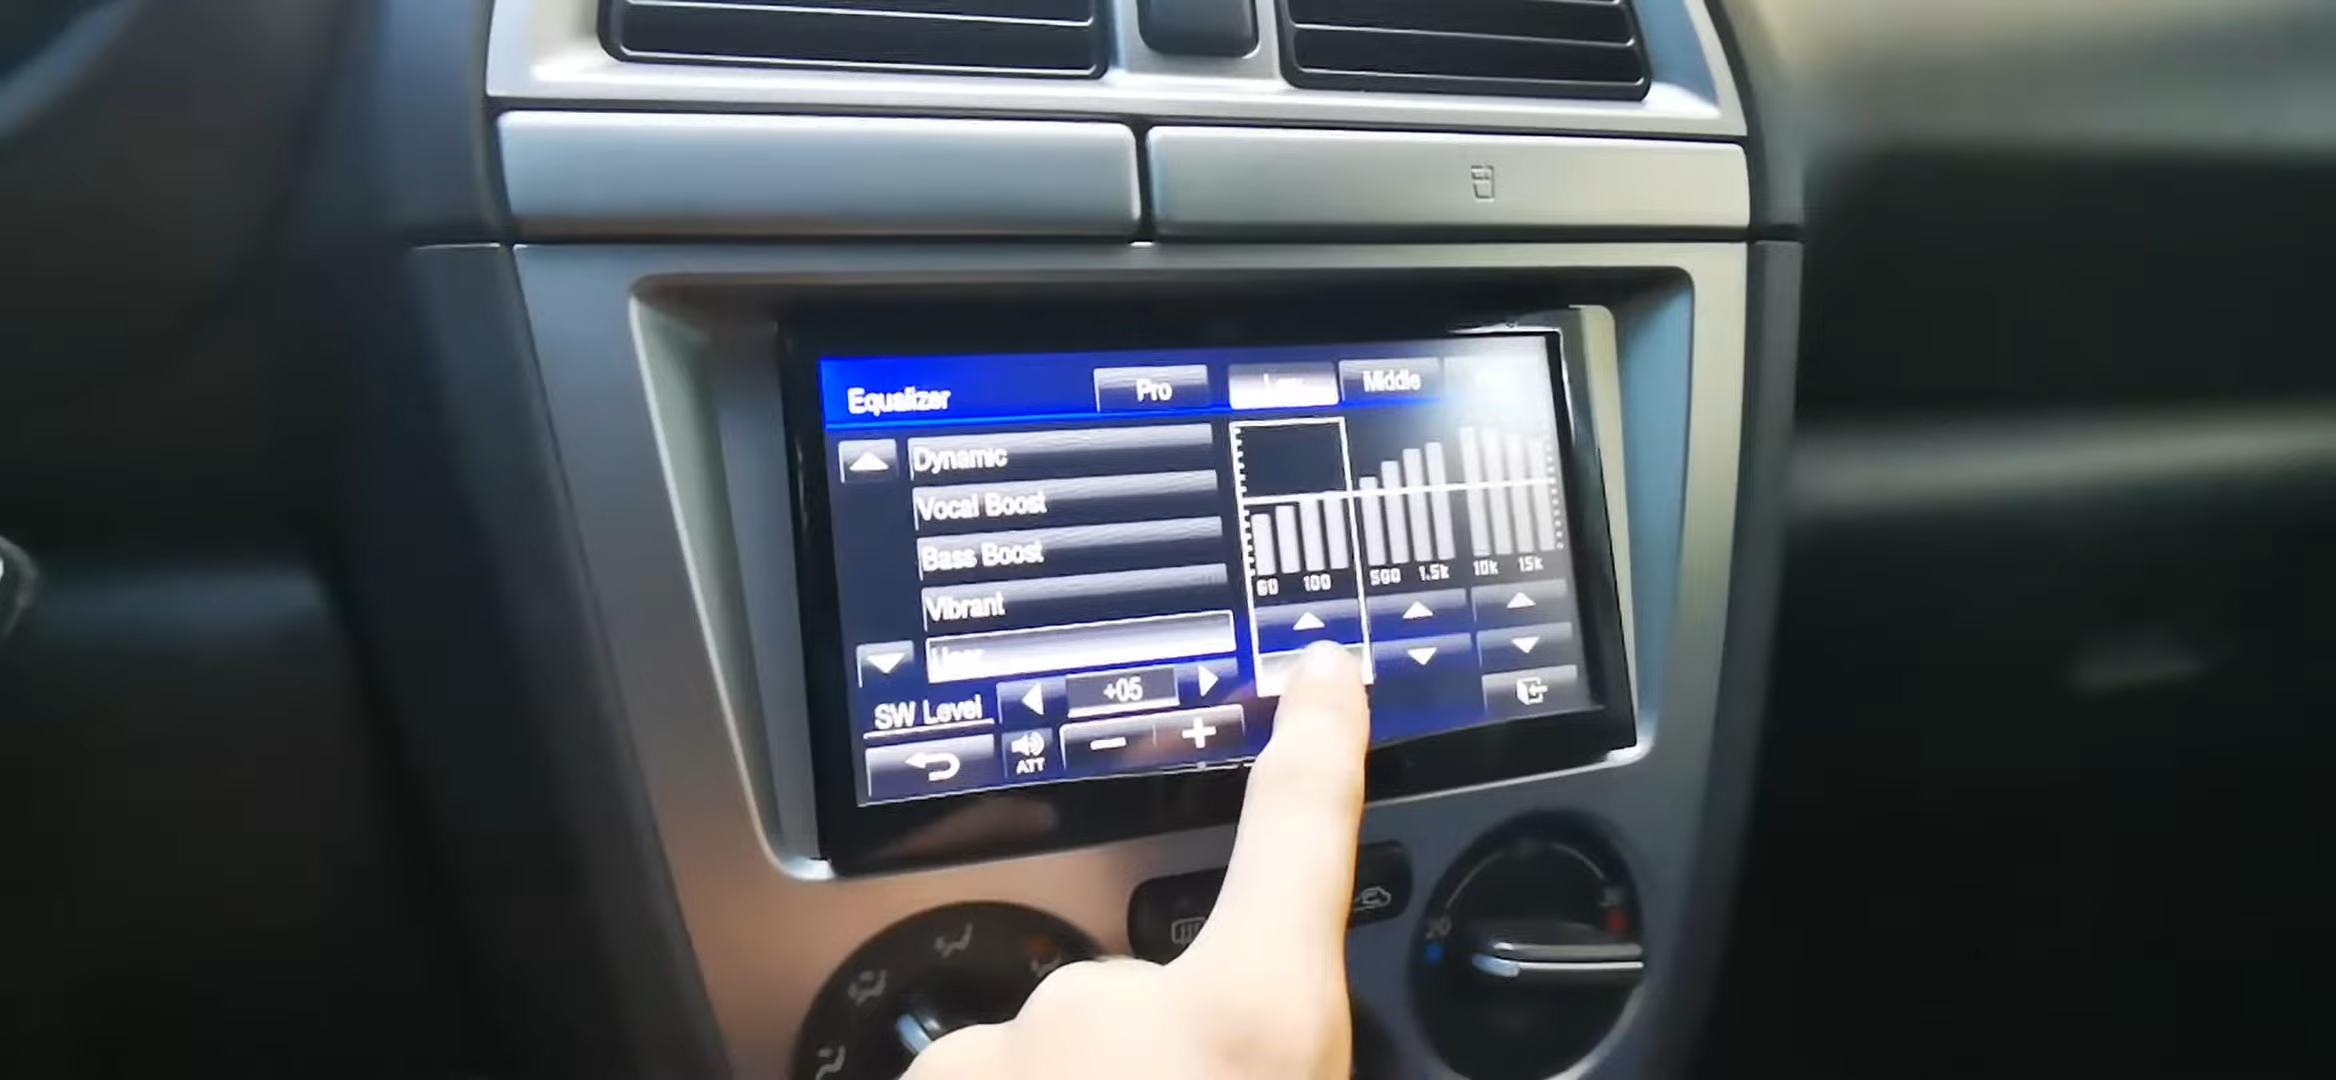 Equalizer
Pro
Low
Middle
Dynamic
Vocal Boost
Bass Boost
Vibrant
User
60 100 500 1.5k 10k 15k
SW Level
+05
ATT
20